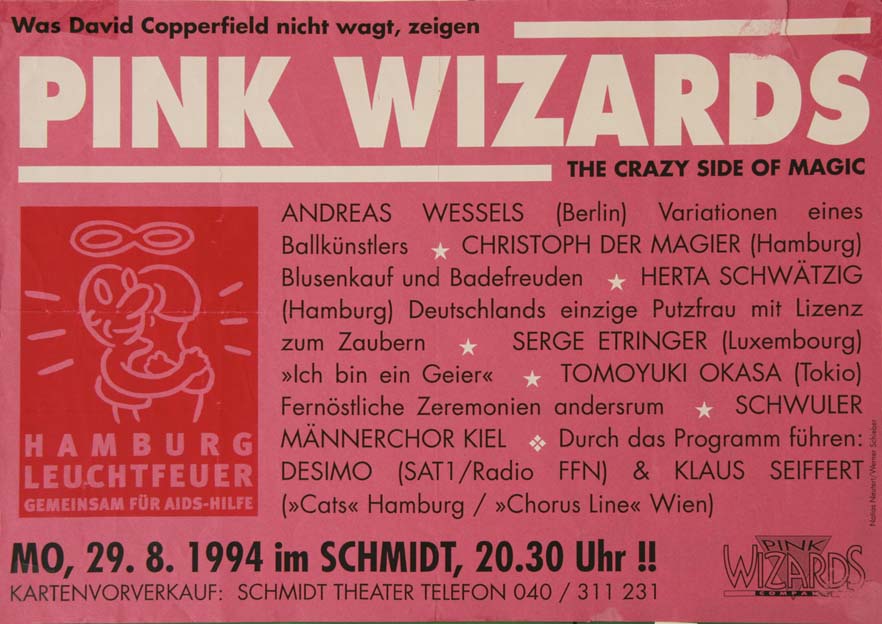 Was David Copperfield nicht wagt, zeigen
PINK WIZARDS
THE CRAZY SIDE OF MAGIC
ANDREAS WESSELS (Berlin) Variationen eines
Ballkünstlers ★ CHRISTOPH DER MAGIER (Hamburg)
Blusenkauf und Badefreuden ★ HERTA SCHWÄTZIG
(Hamburg) Deutschlands einzige Putzfrau mit Lizenz
zum Zaubern ★ SERGE ETRINGER (Luxembourg)
»Ich bin ein Geier« ★ TOMOYUKI OKASA (Tokio)
Fernöstliche Zeremonien andersrum ★ SCHWULER
MÄNNERCHOR KIEL ❖ Durch das Programm führen:
DESIMO (SAT1/Radio FFN) & KLAUS SEIFFERT
(»Cats« Hamburg / »Chorus Line« Wien)
HAMBURG
LEUCHTFEUER
GEMEINSAM FÜR AIDS-HILFE
MO, 29. 8. 1994 im SCHMIDT, 20.30 Uhr !!
KARTENVORVERKAUF: SCHMIDT THEATER TELEFON 040 / 311 231
PINK
WIZARDS
Neutert/Werner Schieber